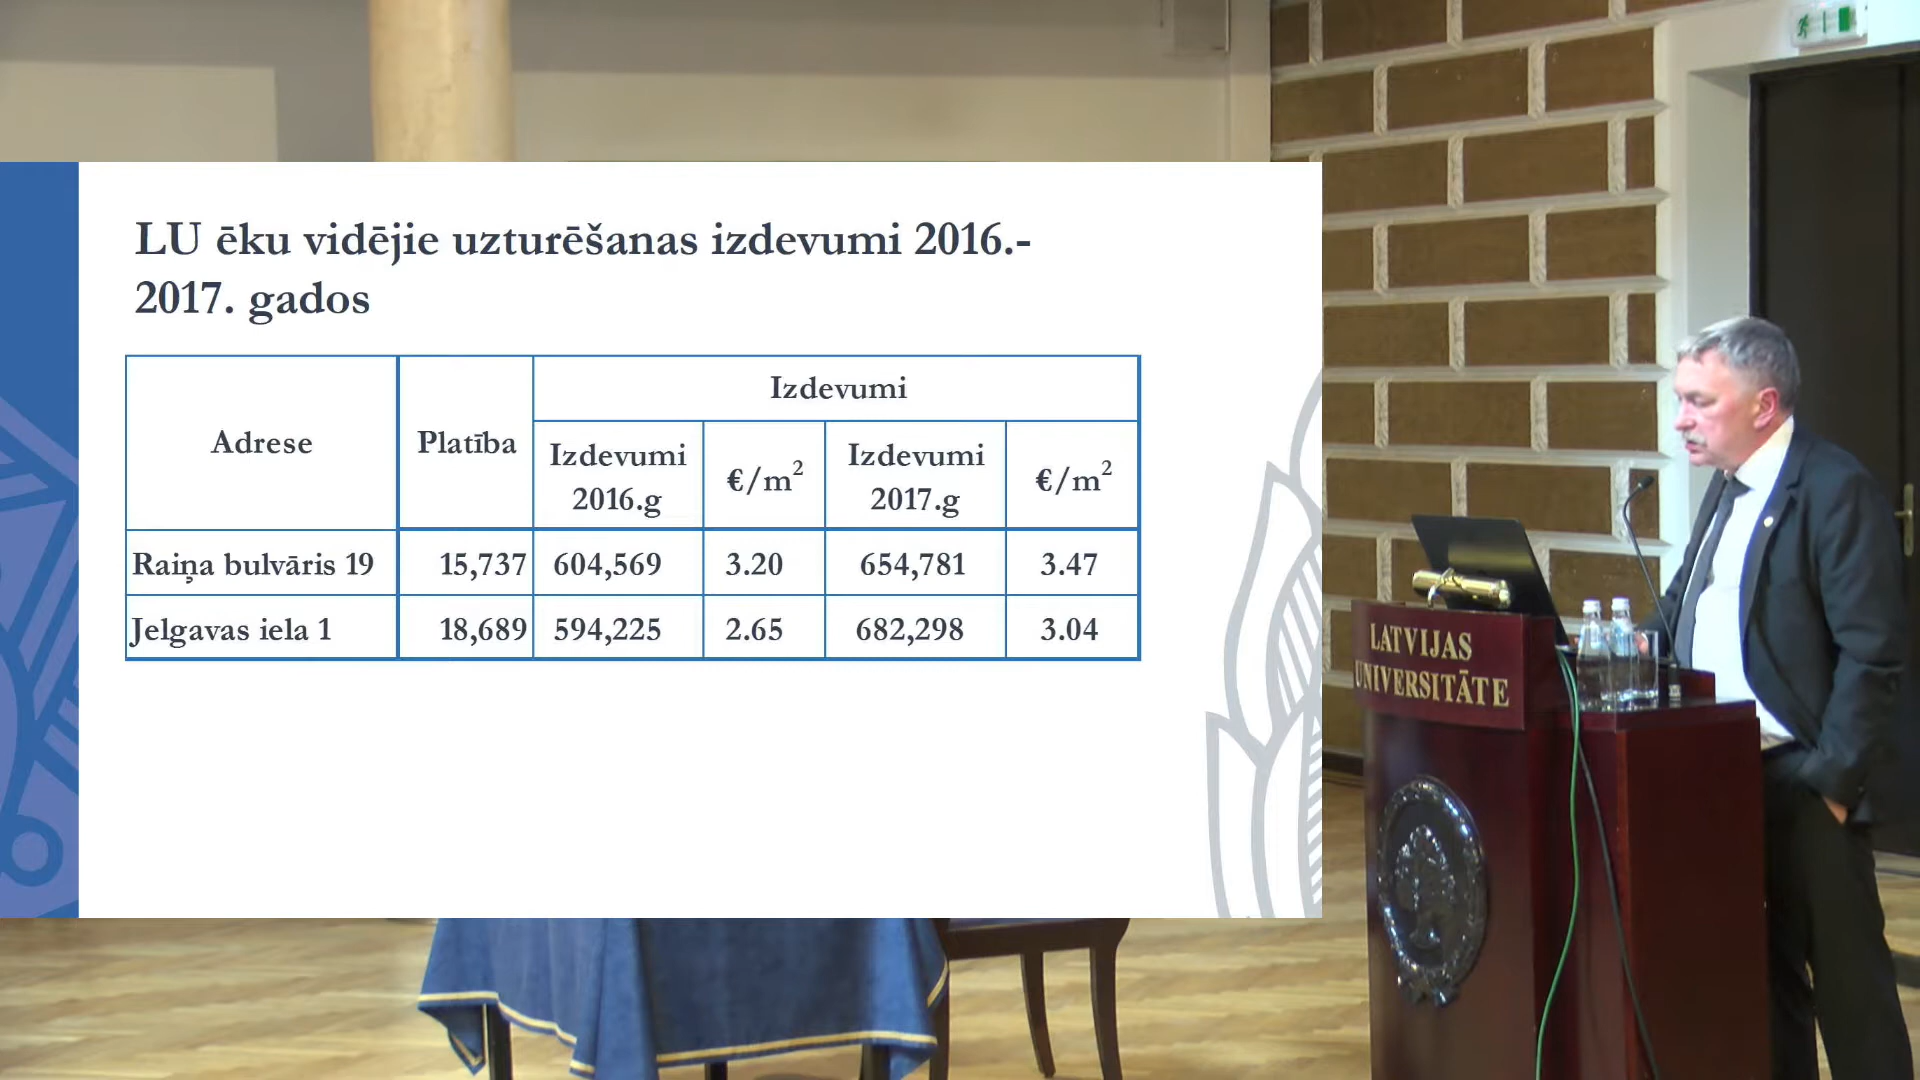 LU ēku vidējie uzturēšanas izdevumi 2016.-
2017. gados
Adrese
Platība
Izdevumi
Izdevumi
2016.g
€/m²
Izdevumi
2017.g
€/m²
Raiņa bulvāris 19 15,737 604,569 3.20 654,781 3.47
Jelgavas iela 1 18,689 594,225 2.65 682,298 3.04
LATVIJAS
UNIVERSITĀTE